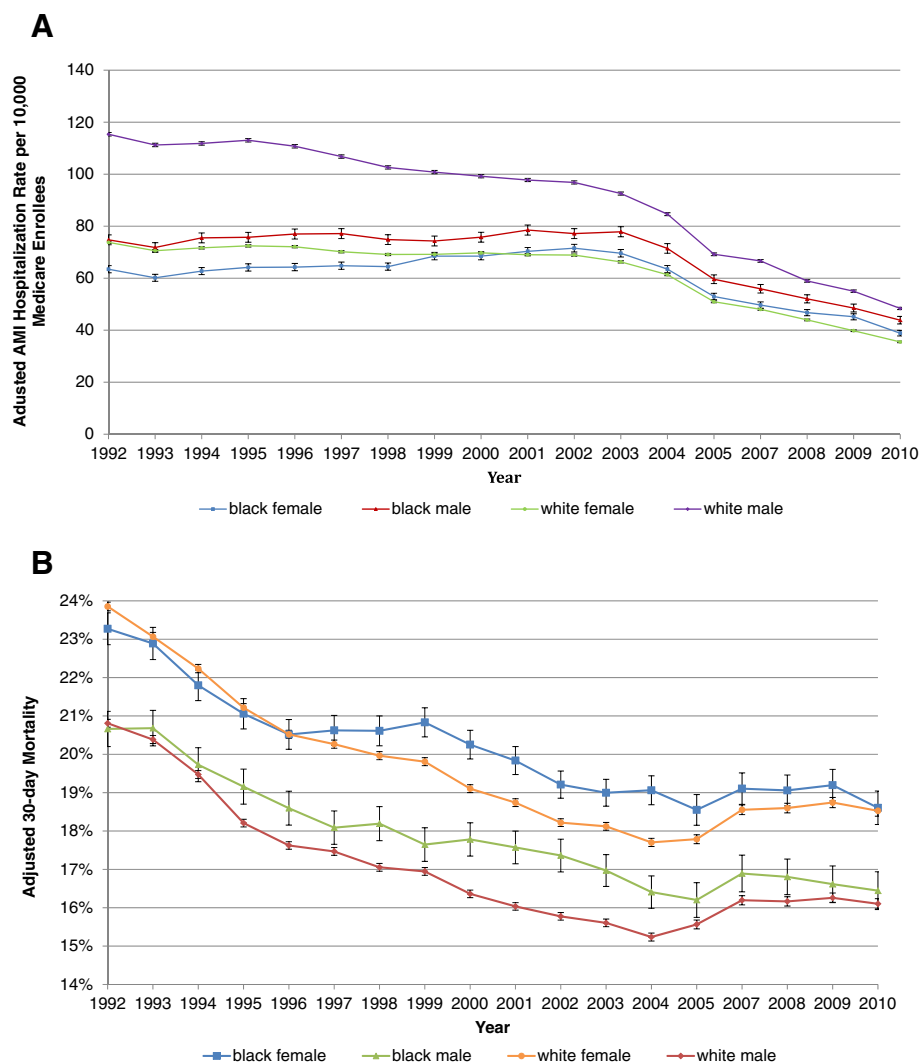 A
Adusted AMI Hospitalization Rate per 10,000
Medicare Enrollees
140
120
100
80
60
40
20
0
1992 1993 1994 1995 1996 1997 1998 1999 2000 2001 2002 2003 2004 2005 2007 2008 2009 2010
Year
black female black male white female white male
B
Adjusted 30-day Mortality
24%
23%
22%
21%
20%
19%
18%
17%
16%
15%
14%
1992 1993 1994 1995 1996 1997 1998 1999 2000 2001 2002 2003 2004 2005 2007 2008 2009 2010
Year
black female black male white female white male